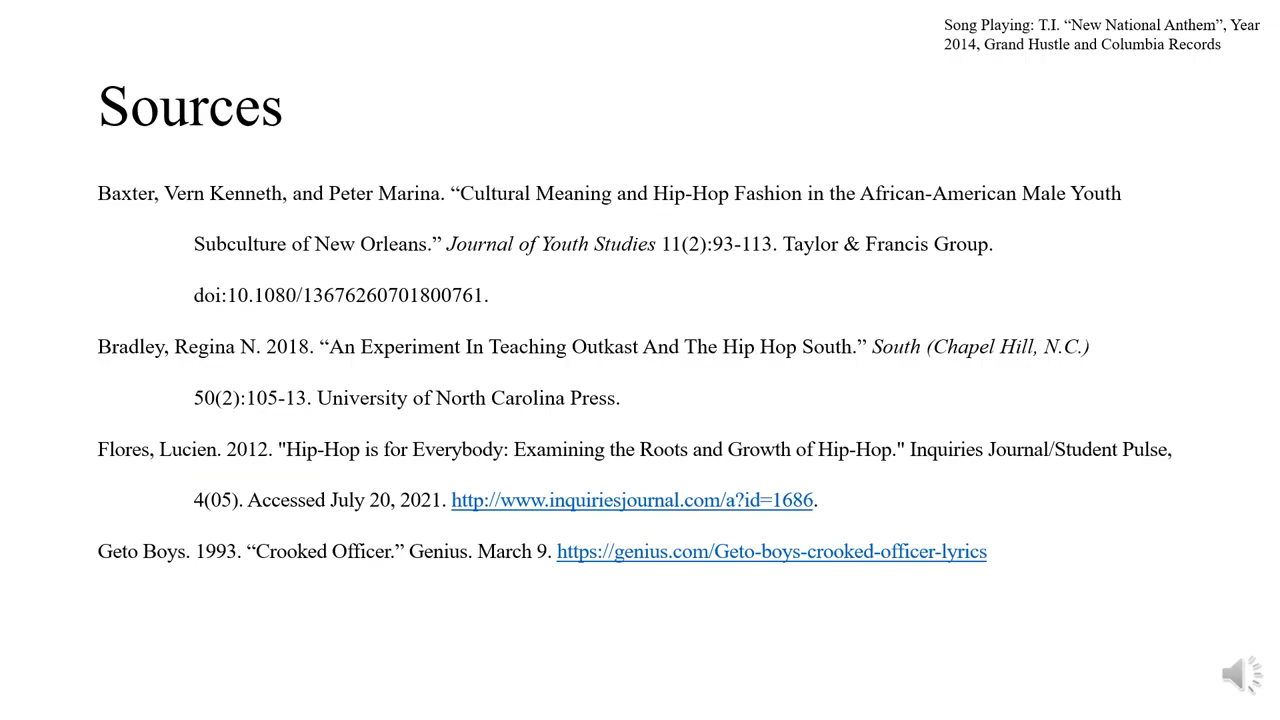 Song Playing: T.I. “New National Anthem”, Year
2014, Grand Hustle and Columbia Records
Sources
Baxter, Vern Kenneth, and Peter Marina. “Cultural Meaning and Hip-Hop Fashion in the African-American Male Youth
Subculture of New Orleans.” Journal of Youth Studies 11(2):93-113. Taylor & Francis Group.
doi:10.1080/13676260701800761.
Bradley, Regina N. 2018. “An Experiment In Teaching Outkast And The Hip Hop South.” South (Chapel Hill, N.C.)
50(2):105-13. University of North Carolina Press.
Flores, Lucien. 2012. "Hip-Hop is for Everybody: Examining the Roots and Growth of Hip-Hop." Inquiries Journal/Student Pulse,
4(05). Accessed July 20, 2021. http://www.inquiriesjournal.com/a?id=1686.
Geto Boys. 1993. “Crooked Officer.” Genius. March 9. https://genius.com/Geto-boys-crooked-officer-lyrics